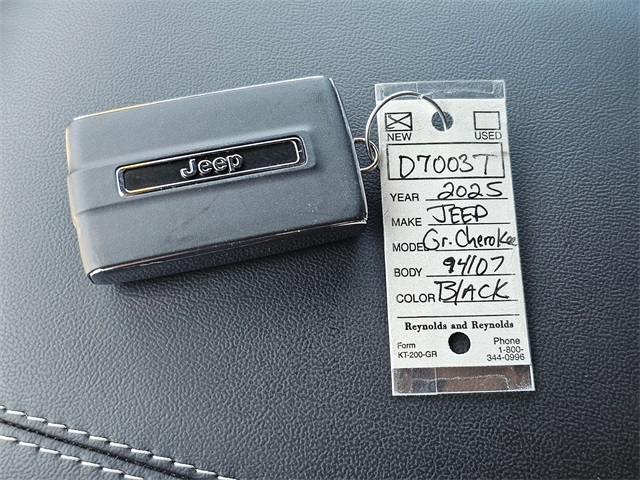 Jeep
NEW USED
D7003T
YEAR 2025
MAKE JEEP
MODEL Gr. Cherokee
BODY 94107
COLOR BLACK
Reynolds and Reynolds
Form
KT-200-GR
Phone
1-800-
344-0996